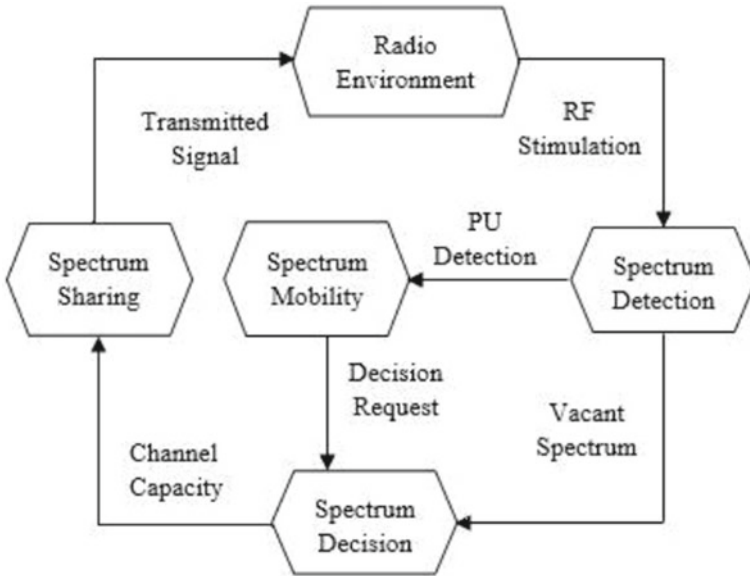 Radio
Environment
Transmitted
Signal
RF
Stimulation
PU
Detection
Spectrum
Sharing
Spectrum
Mobility
Spectrum
Detection
Decision
Request
Vacant
Spectrum
Channel
Capacity
Spectrum
Decision